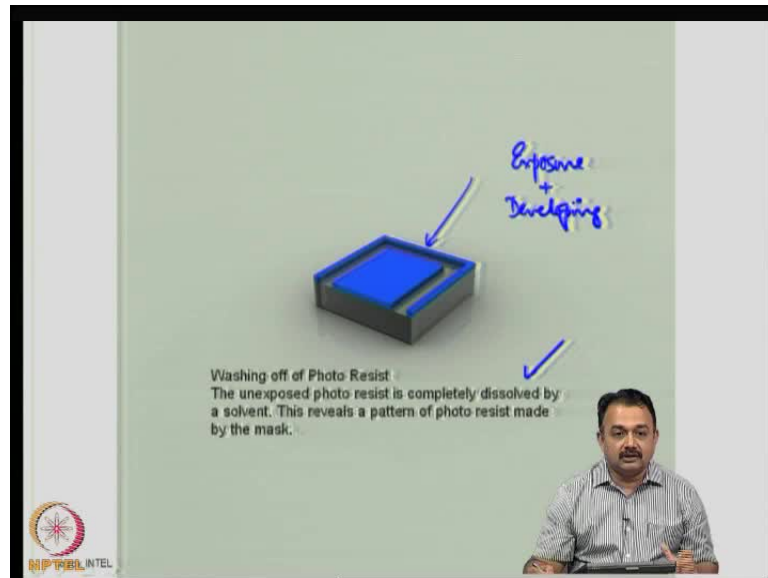 Exposure
+
Developing
Washing off of Photo Resist
The unexposed photo resist is completely dissolved by
a solvent. This reveals a pattern of photo resist made
by the mask.
NPTEL
INTEL